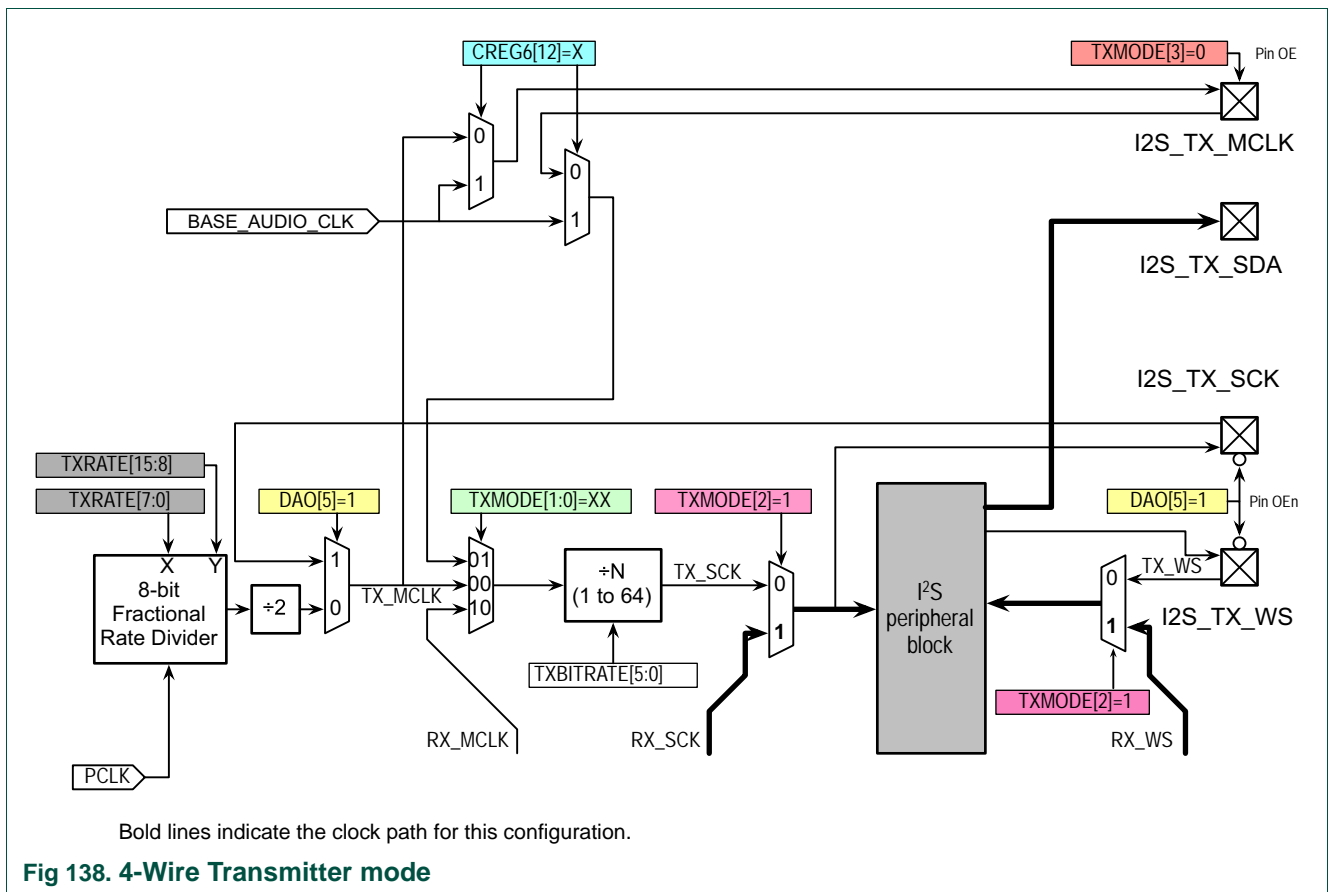 CREG6[12]=X
TXMODE[3]=0
Pin OE
0
1
0
1
I2S_TX_MCLK
BASE_AUDIO_CLK
I2S_TX_SDA
I2S_TX_SCK
TXRATE[15:8]
TXRATE[7:0]
DAO[5]=1
TXMODE[1:0]=XX
TXMODE[2]=1
DAO[5]=1
Pin OEn
X
Y
8-bit
Fractional
Rate Divider
÷2
1
0
TX_MCLK
01
00
10
÷N
(1 to 64)
TX_SCK
0
1
I²S
peripheral
block
0
1
TX_WS
I2S_TX_WS
TXBITRATE[5:0]
TXMODE[2]=1
RX_MCLK
RX_SCK
RX_WS
PCLK
Bold lines indicate the clock path for this configuration.
Fig 138. 4-Wire Transmitter mode